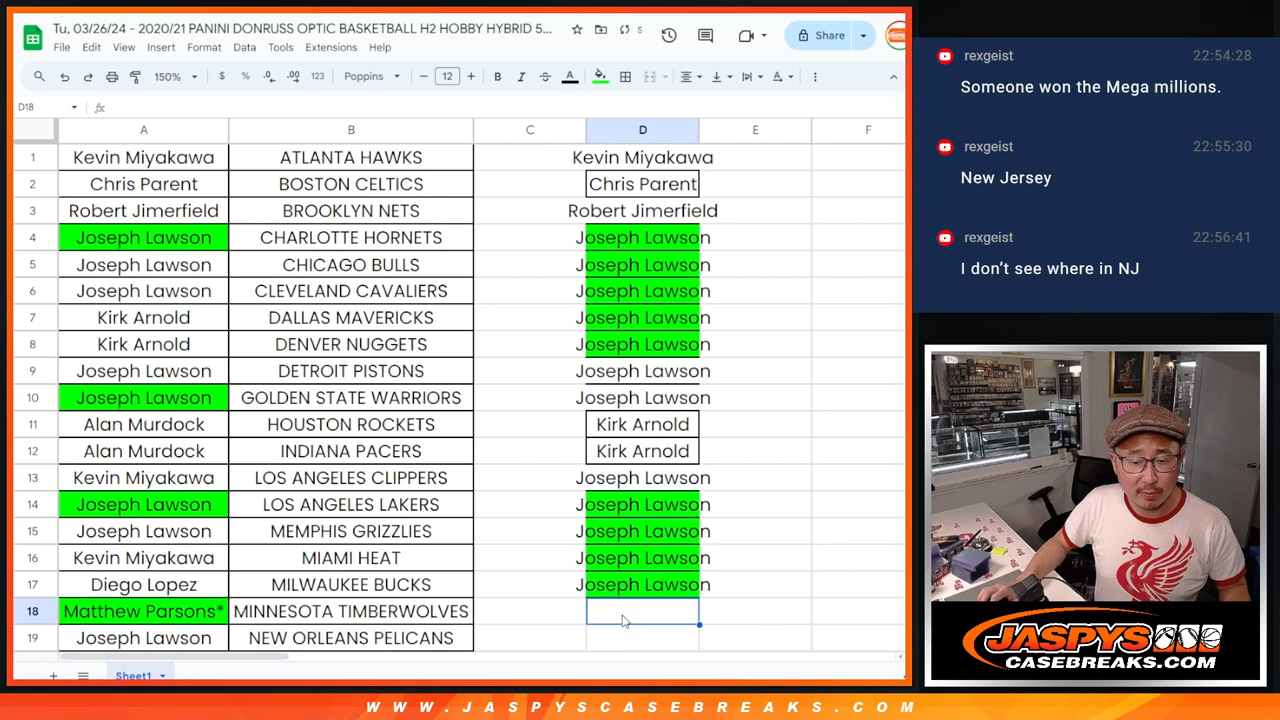 Tu, 03/26/24 - 2020/21 PANINI DONRUSS OPTIC BASKETBALL H2 HOBBY HYBRID 5...
File Edit View Insert Format Data Tools Extensions Help
Share
150% $ % .0 .00 123 Poppins 12 B I A
D18 fx
A B C D E F
1 Kevin Miyakawa ATLANTA HAWKS Kevin Miyakawa
2 Chris Parent BOSTON CELTICS Chris Parent
3 Robert Jimerfield BROOKLYN NETS Robert Jimerfield
4 Joseph Lawson CHARLOTTE HORNETS Joseph Lawson
5 Joseph Lawson CHICAGO BULLS Joseph Lawson
6 Joseph Lawson CLEVELAND CAVALIERS Joseph Lawson
7 Kirk Arnold DALLAS MAVERICKS Joseph Lawson
8 Kirk Arnold DENVER NUGGETS Joseph Lawson
9 Joseph Lawson DETROIT PISTONS Joseph Lawson
10 Joseph Lawson GOLDEN STATE WARRIORS Joseph Lawson
11 Alan Murdock HOUSTON ROCKETS Kirk Arnold
12 Alan Murdock INDIANA PACERS Kirk Arnold
13 Kevin Miyakawa LOS ANGELES CLIPPERS Joseph Lawson
14 Joseph Lawson LOS ANGELES LAKERS Joseph Lawson
15 Joseph Lawson MEMPHIS GRIZZLIES Joseph Lawson
16 Kevin Miyakawa MIAMI HEAT Joseph Lawson
17 Diego Lopez MILWAUKEE BUCKS Joseph Lawson
18 Matthew Parsons* MINNESOTA TIMBERWOLVES
19 Joseph Lawson NEW ORLEANS PELICANS
Sheet1
rexgeist 22:54:28
Someone won the Mega millions.
rexgeist 22:55:30
New Jersey
rexgeist 22:56:41
I don't see where in NJ
JASPYS
CASEBREAKS.COM
WWW.JASPYSCASEBREAKS.COM